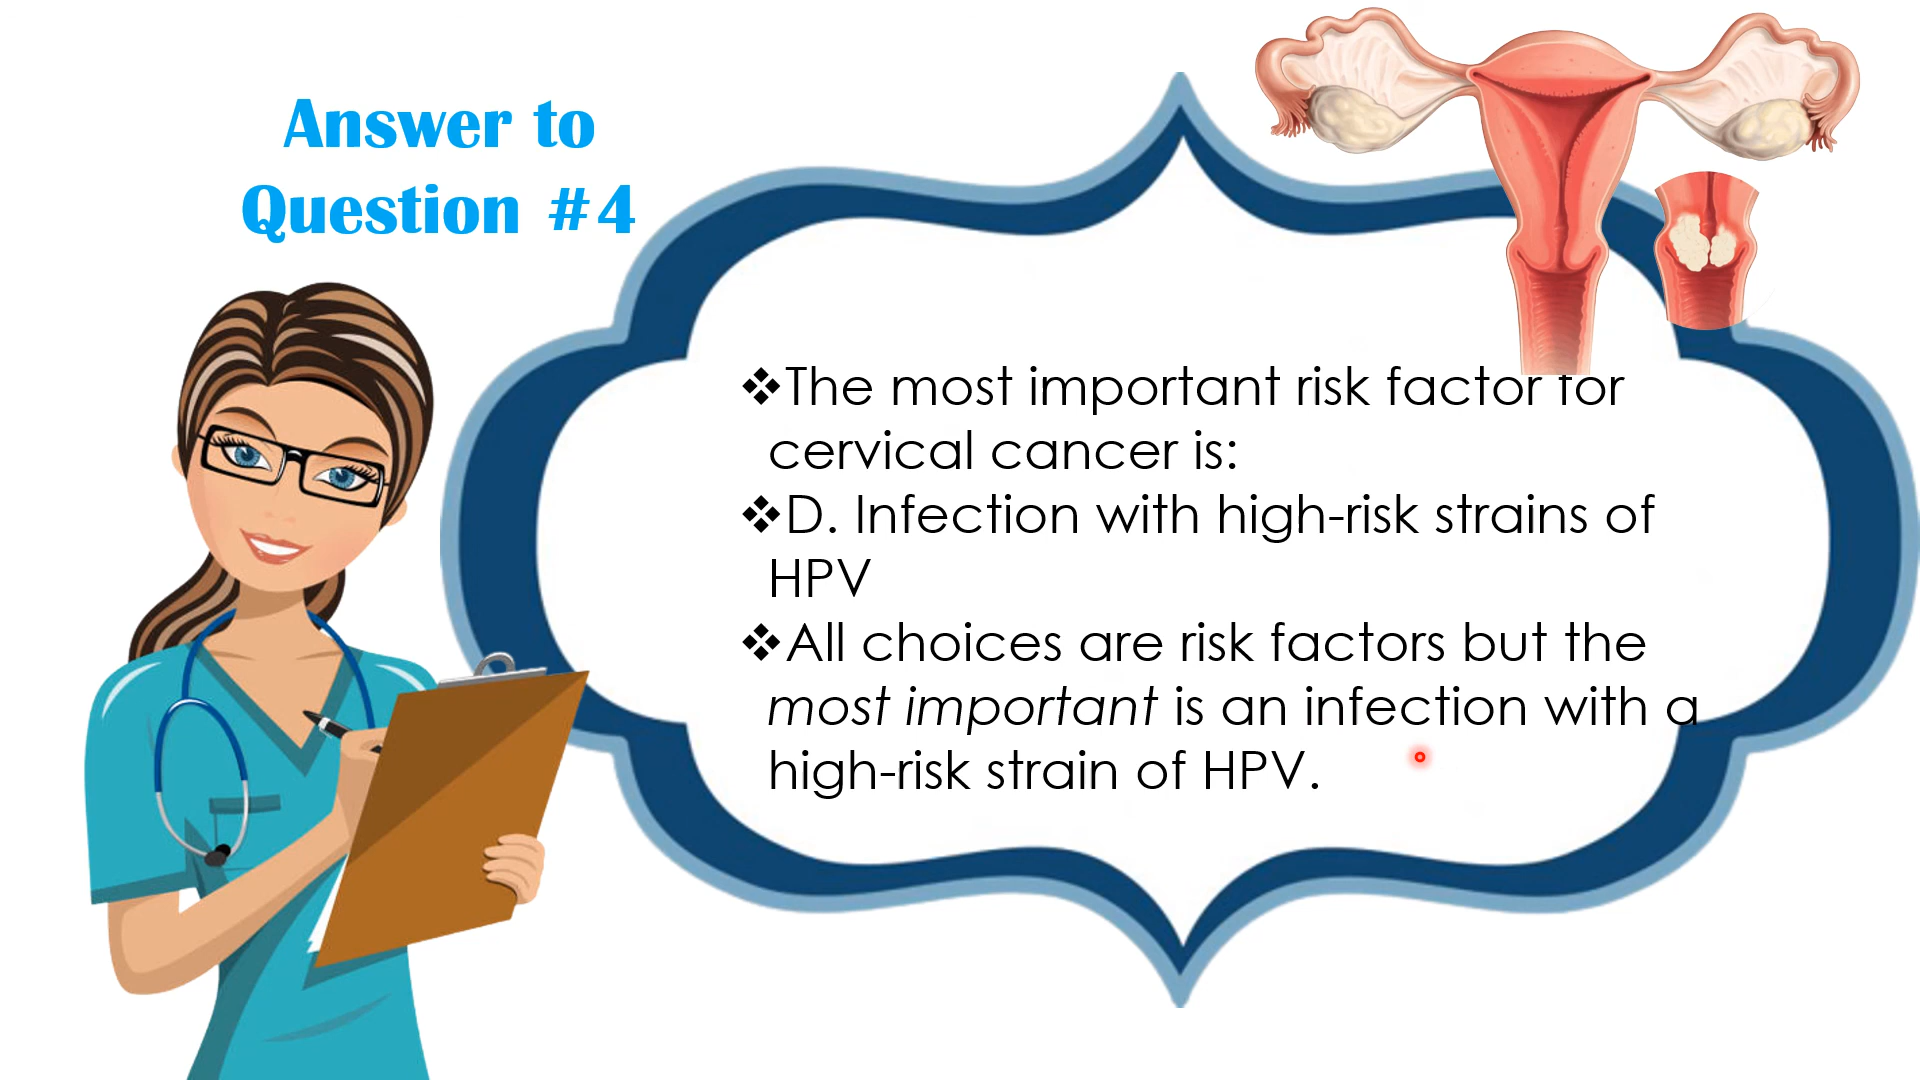 Answer to
Question #4
❖The most important risk factor for
cervical cancer is:
❖D. Infection with high-risk strains of
HPV
❖All choices are risk factors but the
most important is an infection with a
high-risk strain of HPV.